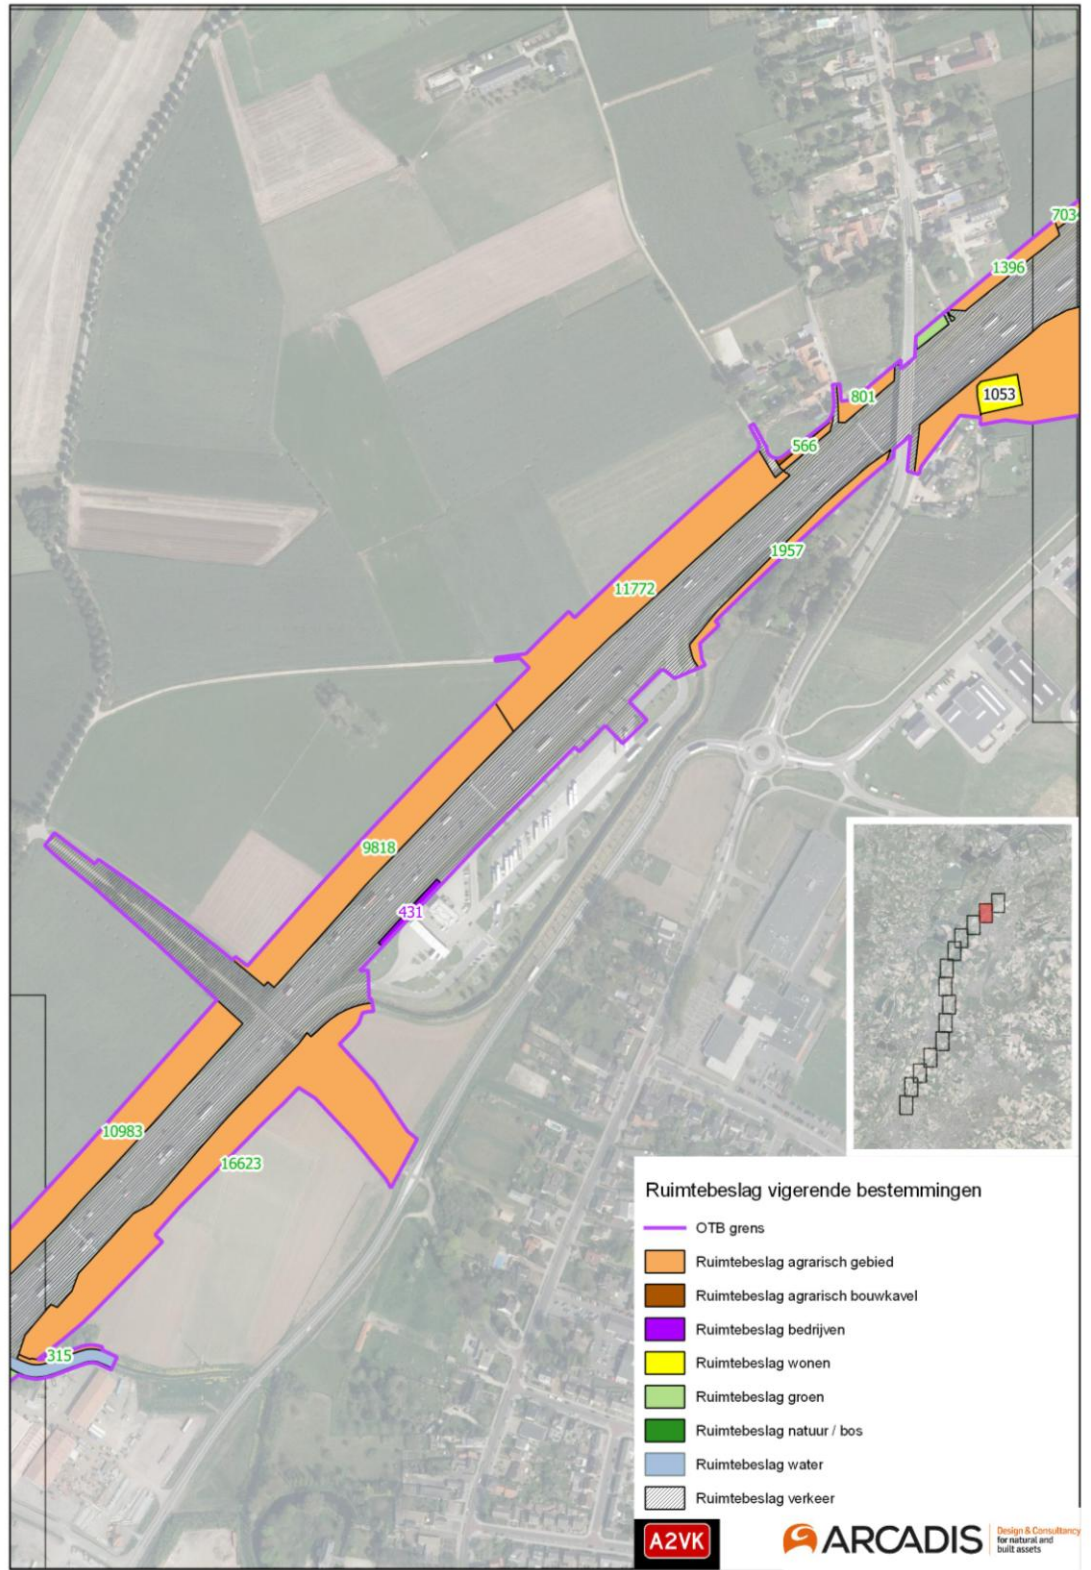 703
1396
1053
801
566
1957
11772
9818
431
10983
16623
315
Ruimtebeslag vigerende bestemmingen
OTB grens
Ruimtebeslag agrarisch gebied
Ruimtebeslag agrarisch bouwkavel
Ruimtebeslag bedrijven
Ruimtebeslag wonen
Ruimtebeslag groen
Ruimtebeslag natuur / bos
Ruimtebeslag water
Ruimtebeslag verkeer
A2VK
ARCADIS
Design & Consultancy
for natural and
built assets